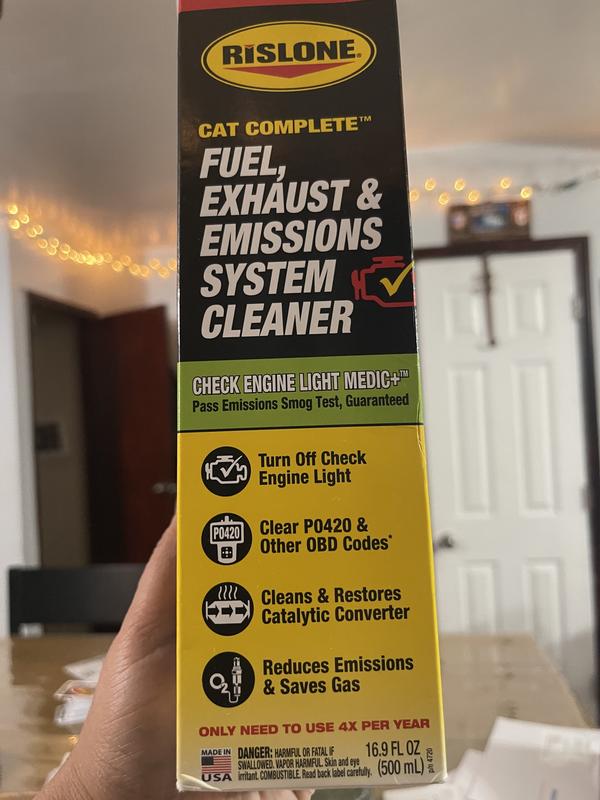 RiSLONE®
CAT COMPLETE™
FUEL,
EXHAUST &
EMISSIONS
SYSTEM
CLEANER
CHECK ENGINE LIGHT MEDIC+™
Pass Emissions Smog Test, Guaranteed
Turn Off Check
Engine Light
P0420
Clear P0420 &
Other OBD Codes*
Cleans & Restores
Catalytic Converter
O2
Reduces Emissions
& Saves Gas
ONLY NEED TO USE 4X PER YEAR
MADE IN
USA
DANGER: HARMFUL OR FATAL IF
SWALLOWED. VAPOR HARMFUL. Skin and eye
irritant. COMBUSTIBLE. Read back label carefully.
16.9 FL OZ
(500 mL)
p/n 4720